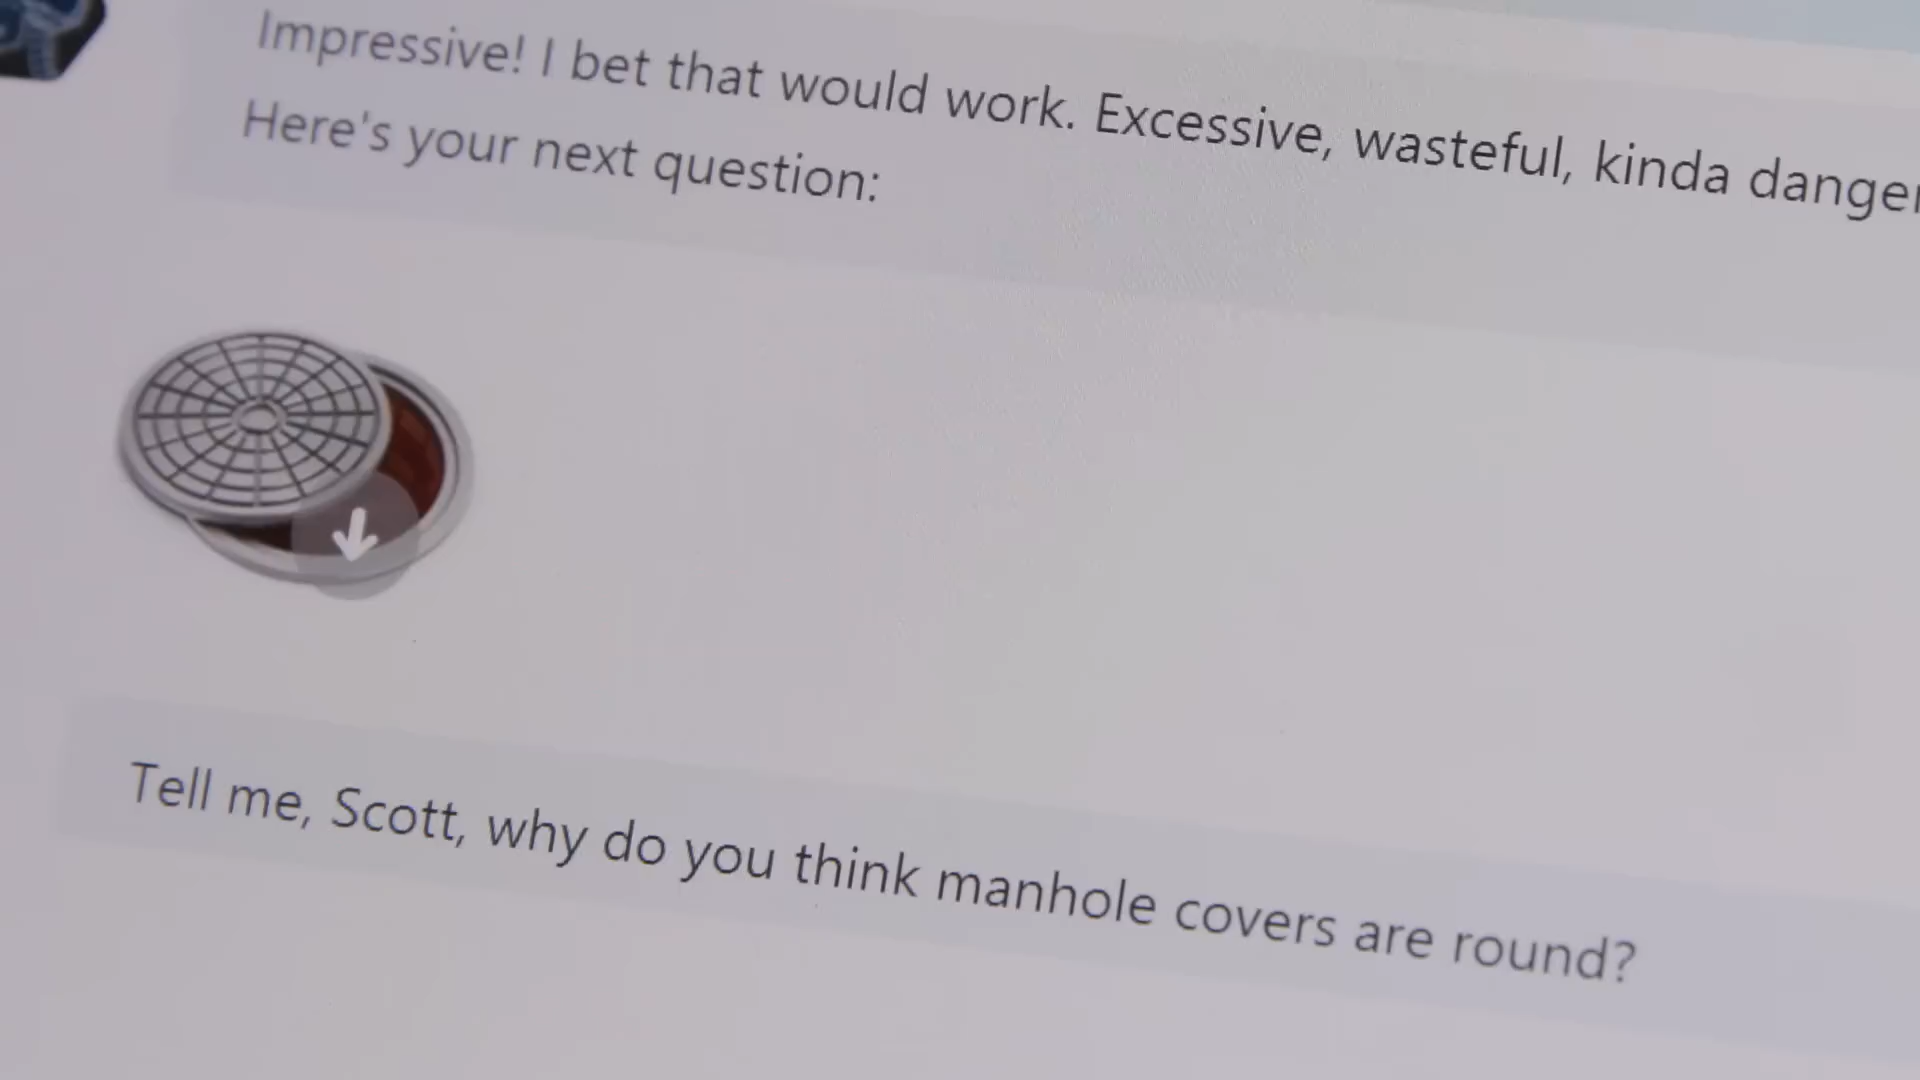 Impressive! I bet that would work. Excessive, wasteful, kinda
Here's your next question:
Tell me, Scott, why do you think manhole covers are round?